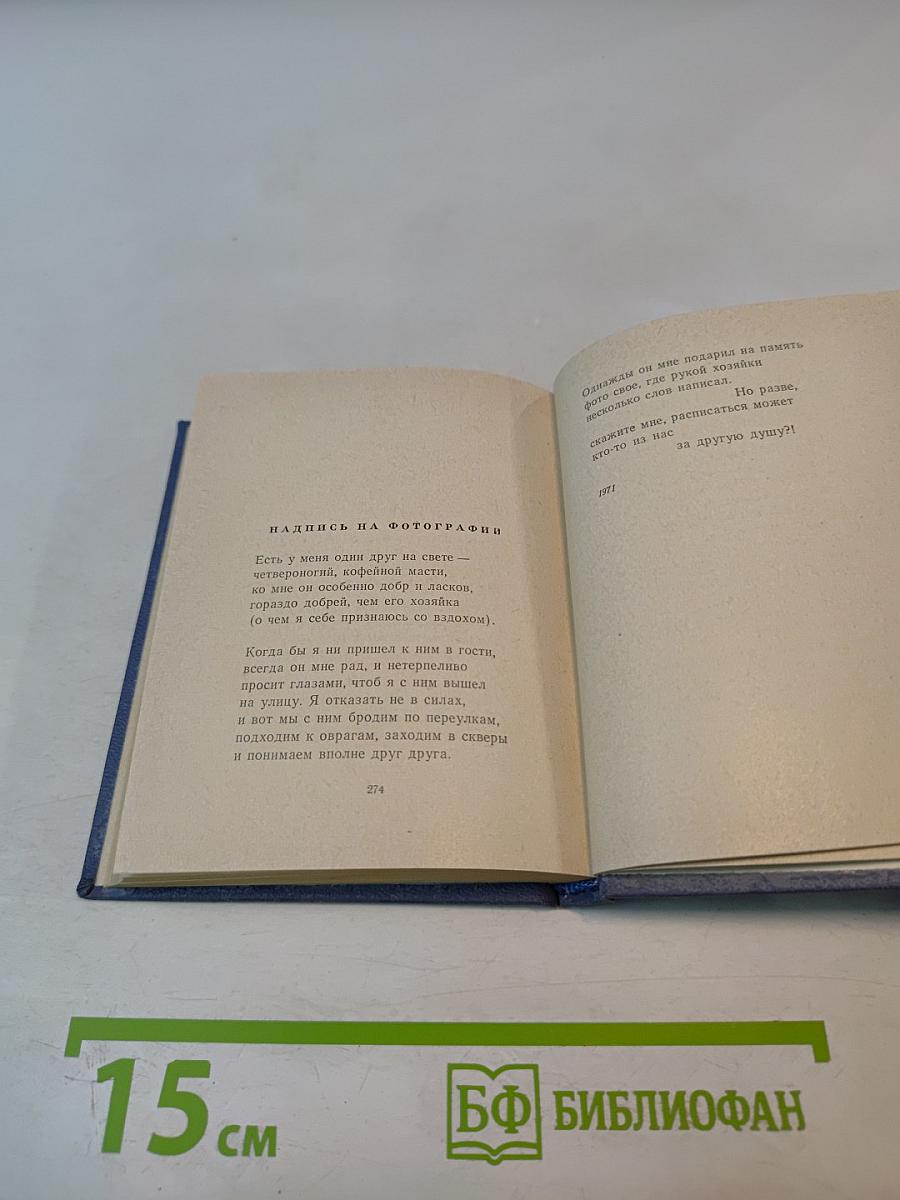 НАДПИСЬ НА ФОТОГРАФИИ
Есть у меня один друг на свете —
четвероногий, кофейной масти,
ко мне он особенно добр и ласков,
гораздо добрей, чем его хозяйка
(о чем я себе признаюсь со вздохом).
Когда бы я ни пришел к ним в гости,
всегда он мне рад, и нетерпеливо
просит глазами, чтоб я с ним вышел
на улицу. Я отказать не в силах,
и вот мы с ним бродим по переулкам,
подходим к оврагам, заходим в скверы
и понимаем вполне друг друга.
274
Однажды он мне подарил на память
фото свое, где рукой хозяйки
несколько слов написал.
Но разве,
скажите мне, расписаться может
кто-то из нас
за другую душу?!
1971
15 см
БФ БИБЛИОФАН